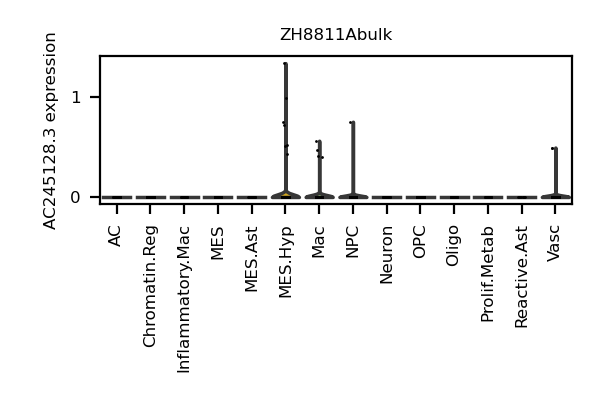 ZH8811Abulk
AC245128.3 expression
1
0
AC
Chromatin.Reg
Inflammatory.Mac
MES
MES.Ast
MES.Hyp
Mac
NPC
Neuron
OPC
Oligo
Prolif.Metab
Reactive.Ast
Vasc